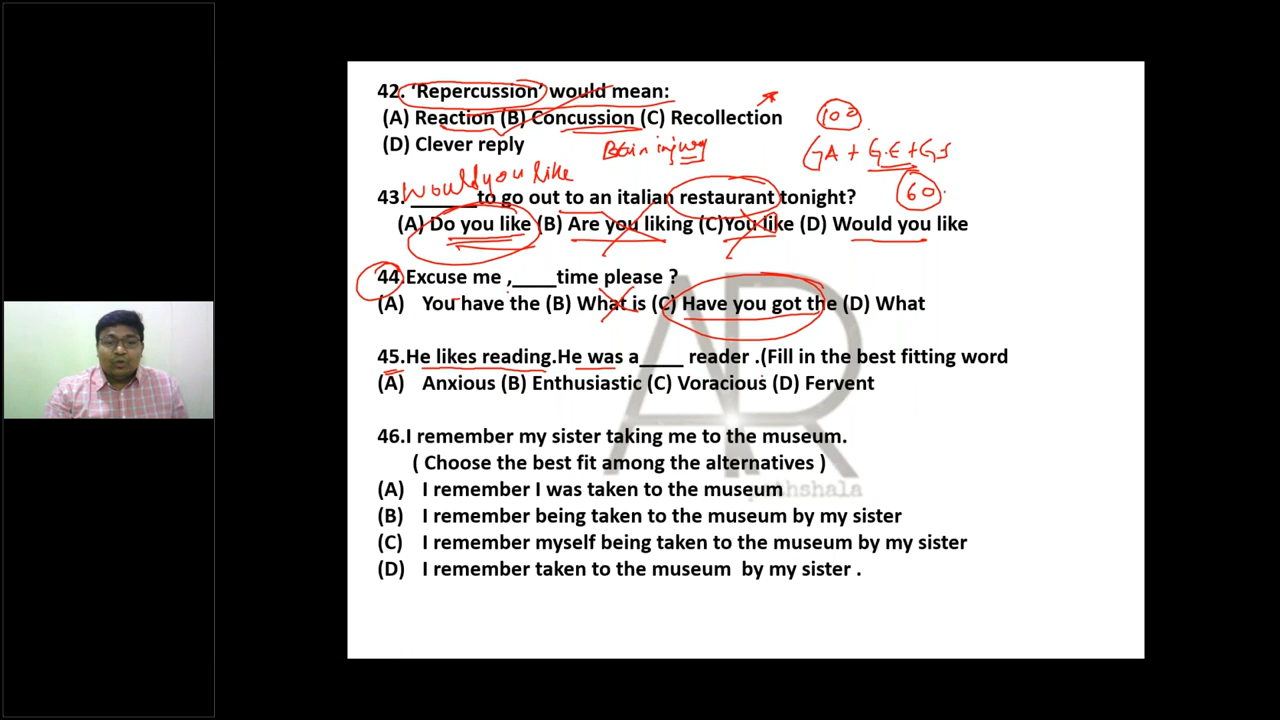 42. ‘Repercussion’ would mean:
(A) Reaction (B) Concussion (C) Recollection
100
(D) Clever reply
Brain injury
GA + G.E + GS
would you like
60
43. ______to go out to an italian restaurant tonight?
(A) Do you like (B) Are you liking (C)You like (D) Would you like
44.Excuse me ,____time please ?
(A) You have the (B) What is (C) Have you got the (D) What
45.He likes reading.He was a____ reader .(Fill in the best fitting word
(A) Anxious (B) Enthusiastic (C) Voracious (D) Fervent
46.I remember my sister taking me to the museum.
( Choose the best fit among the alternatives )
(A) I remember I was taken to the museum
pathshala
(B) I remember being taken to the museum by my sister
(C) I remember myself being taken to the museum by my sister
(D) I remember taken to the museum by my sister .